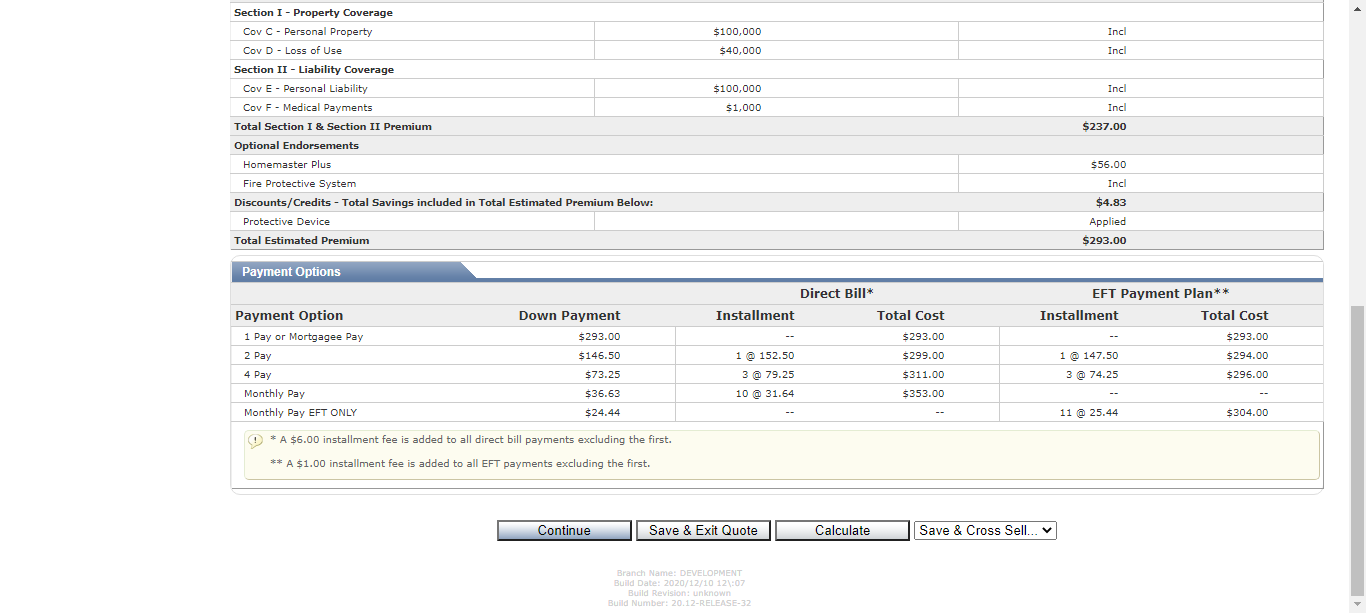 Section I - Property Coverage
Cov C - Personal Property $100,000 Incl
Cov D - Loss of Use $40,000 Incl
Section II - Liability Coverage
Cov E - Personal Liability $100,000 Incl
Cov F - Medical Payments $1,000 Incl
Total Section I & Section II Premium $237.00
Optional Endorsements
Homemaster Plus $56.00
Fire Protective System Incl
Discounts/Credits - Total Savings included in Total Estimated Premium Below: $4.83
Protective Device Applied
Total Estimated Premium $293.00
Payment Options
Direct Bill* EFT Payment Plan**
Payment Option Down Payment Installment Total Cost Installment Total Cost
1 Pay or Mortgagee Pay $293.00 -- $293.00 -- $293.00
2 Pay $146.50 1 @ 152.50 $299.00 1 @ 147.50 $294.00
4 Pay $73.25 3 @ 79.25 $311.00 3 @ 74.25 $296.00
Monthly Pay $36.63 10 @ 31.64 $353.00 -- --
Monthly Pay EFT ONLY $24.44 -- -- 11 @ 25.44 $304.00
* A $6.00 installment fee is added to all direct bill payments excluding the first.
** A $1.00 installment fee is added to all EFT payments excluding the first.
Continue Save & Exit Quote Calculate Save & Cross Sell...
Branch Name: DEVELOPMENT
Build Date: 2020/12/10 12\:07
Build Revision: unknown
Build Number: 20.12-RELEASE-32